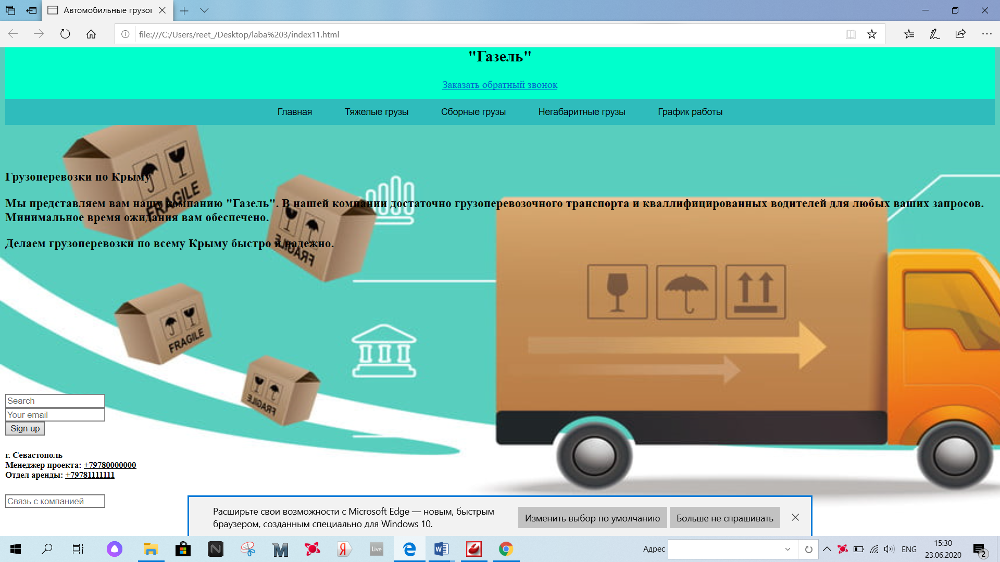 Автомобильные грузоп
file:///C:/Users/reet_/Desktop/laba%203/index11.html
"Газель"
Заказать обратный звонок
Главная Тяжелые грузы Сборные грузы Негабаритные грузы График работы
Грузоперевозки по Крыму
Мы представляем вам нашу компанию "Газель". В нашей компании достаточно грузоперевозочного транспорта и кваллифицированных водителей для любых ваших запросов.
Минимальное время ожидания вам обеспечено.
Делаем грузоперевозки по всему Крыму быстро и надежно.
FRAGILE
FRAGILE
FRAGILE
FRAGILE
Search
Your email
Sign up
г. Севастополь
Менеджер проекта: +79780000000
Отдел аренды: +79781111111
Связь с компанией
Расширьте свои возможности с Microsoft Edge — новым, быстрым
браузером, созданным специально для Windows 10.
Изменить выбор по умолчанию
Больше не спрашивать
Live
Адрес
ENG
15:30
23.06.2020
2